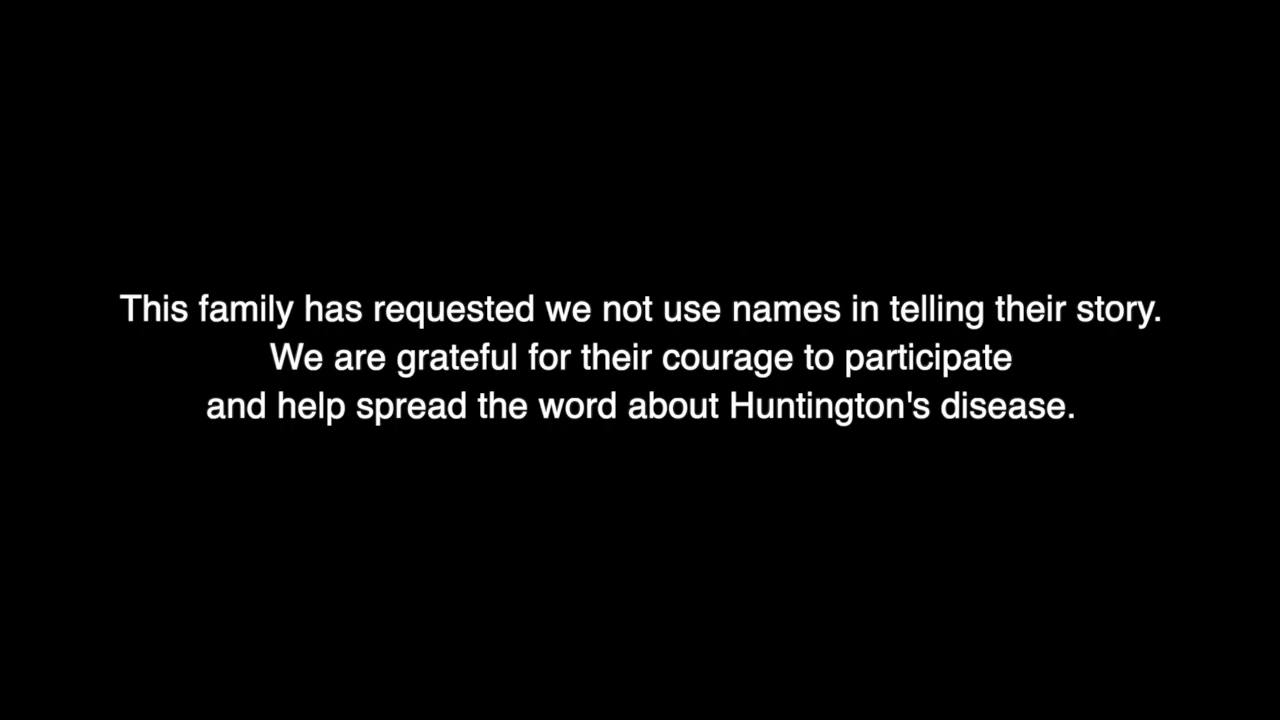 This family has requested we not use names in telling their story.
We are grateful for their courage to participate
and help spread the word about Huntington's disease.